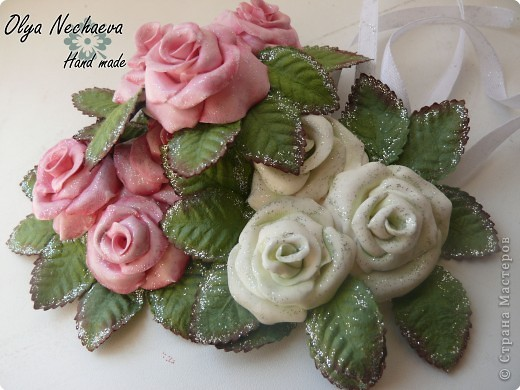 Olya Nechaeva
Hand made
© Страна Мастеров